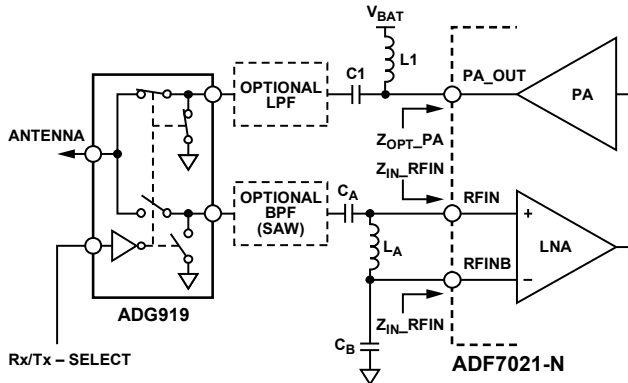 V_BAT
L1
C1
PA_OUT
PA
OPTIONAL
LPF
Z_OPT_PA
ANTENNA
Z_IN_RFIN
OPTIONAL
BPF
(SAW)
C_A
RFIN
+
L_A
LNA
RFINB
–
Z_IN_RFIN
C_B
ADG919
Rx/Tx – SELECT
ADF7021-N